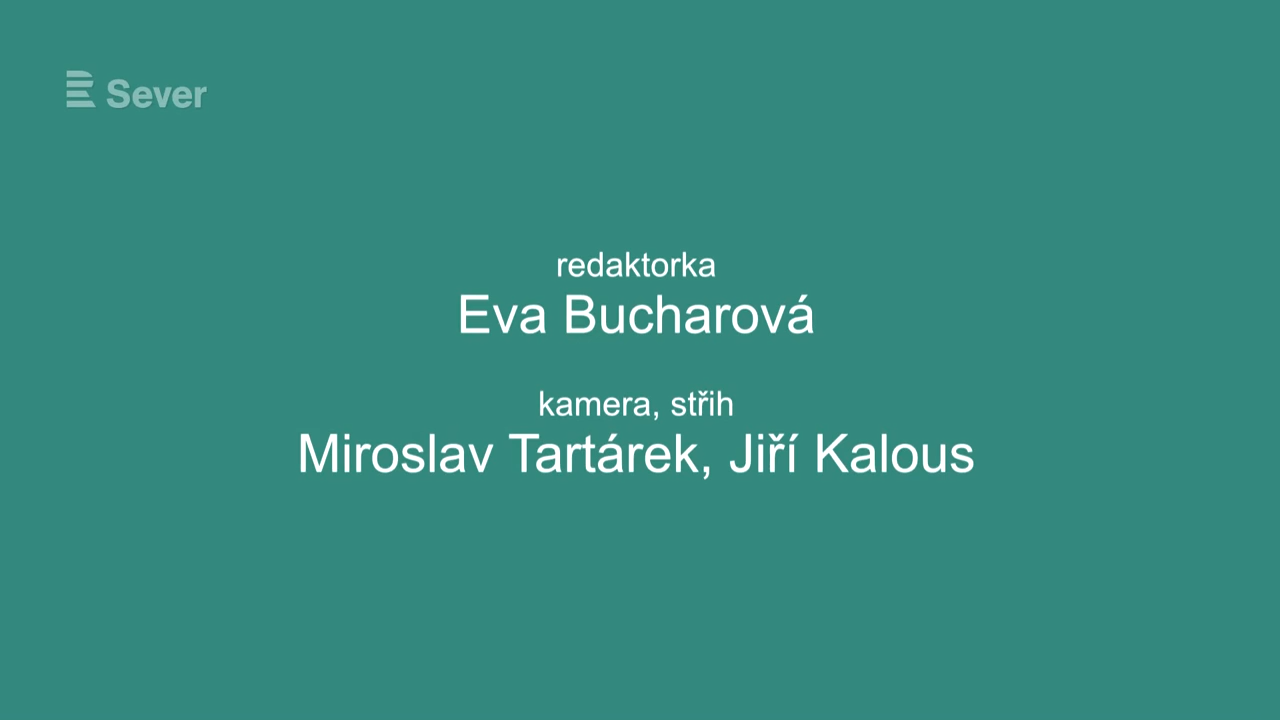 Sever
redaktorka
Eva Bucharová
kamera, střih
Miroslav Tartárek, Jiří Kalous